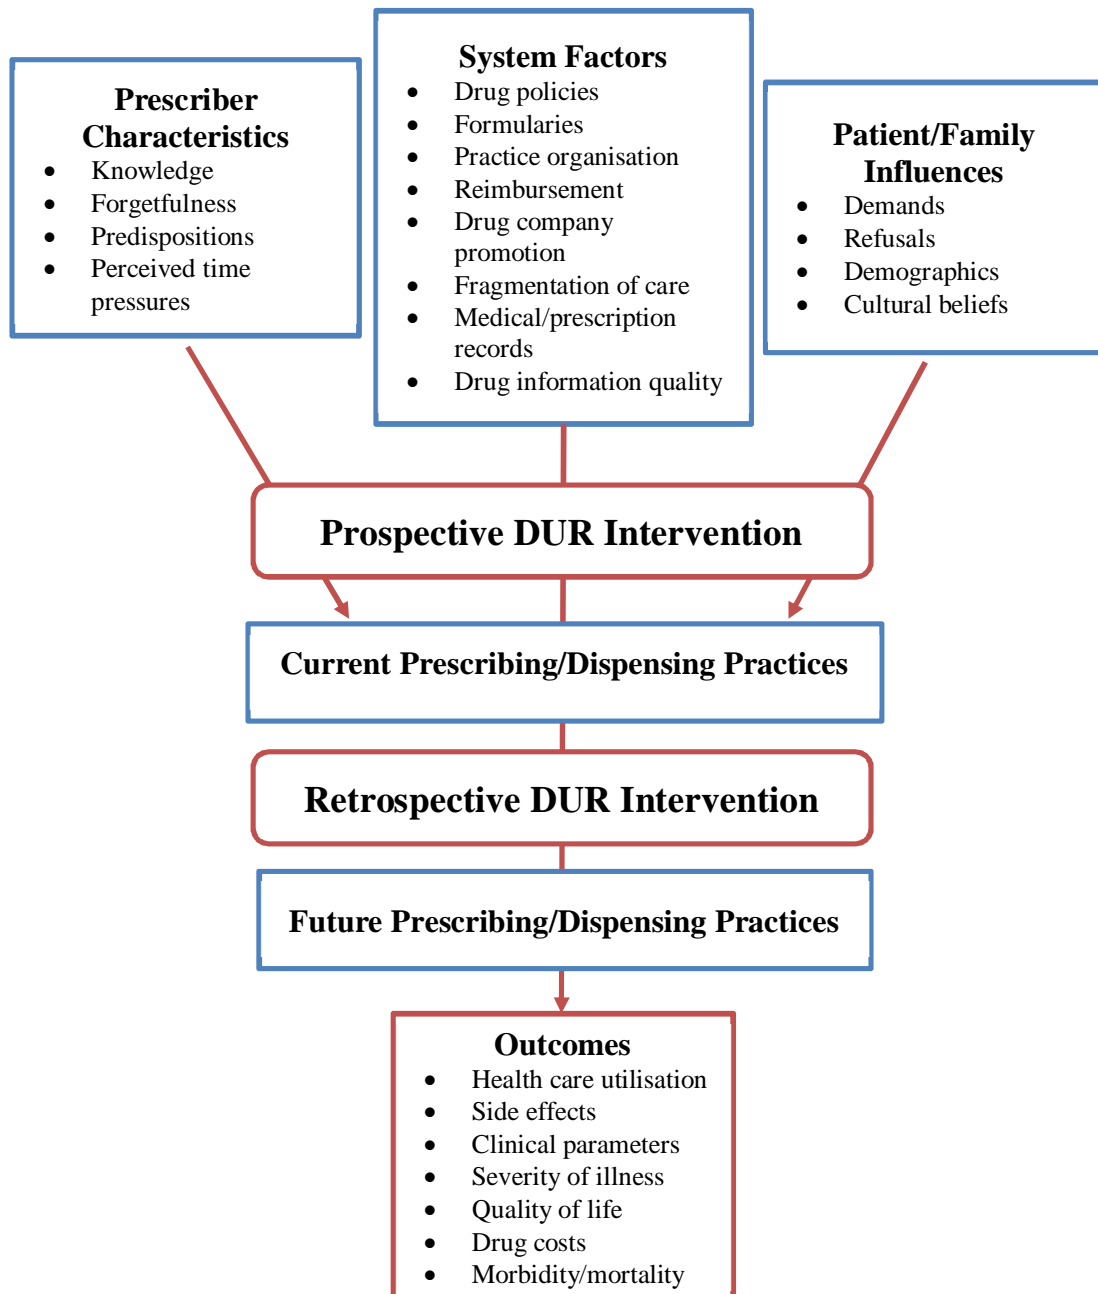 Prescriber
Characteristics
• Knowledge
• Forgetfulness
• Predispositions
• Perceived time
pressures
System Factors
• Drug policies
• Formularies
• Practice organisation
• Reimbursement
• Drug company
promotion
• Fragmentation of care
• Medical/prescription
records
• Drug information quality
Patient/Family
Influences
• Demands
• Refusals
• Demographics
• Cultural beliefs
Prospective DUR Intervention
Current Prescribing/Dispensing Practices
Retrospective DUR Intervention
Future Prescribing/Dispensing Practices
Outcomes
• Health care utilisation
• Side effects
• Clinical parameters
• Severity of illness
• Quality of life
• Drug costs
• Morbidity/mortality